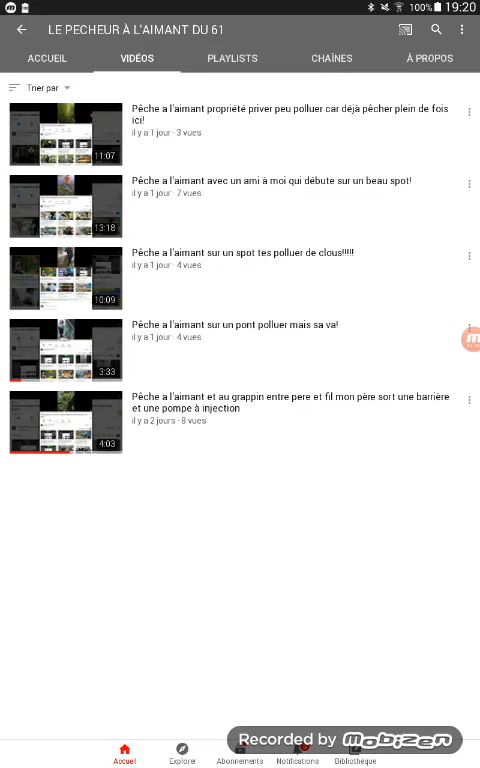 100% 19:20
LE PECHEUR À L'AIMANT DU 61
ACCUEIL VIDÉOS PLAYLISTS CHAÎNES À PROPOS
Trier par
Pêche a l'aimant propriété priver peu polluer car déjà pêcher plein de fois
ici!
il y a 1 jour · 3 vues
11:07
Pêche a l'aimant avec un ami à moi qui débute sur un beau spot!
il y a 1 jour · 7 vues
13:18
Pêche a l'aimant sur un spot tes polluer de clous!!!!!
il y a 1 jour · 4 vues
10:09
Pêche a l'aimant sur un pont polluer mais sa va!
il y a 1 jour · 4 vues
3:33
Pêche a l'aimant et au grappin entre pere et fil mon père sort une barrière
et une pompe à injection
il y a 2 jours · 8 vues
4:03
Recorded by Mobizen
Accueil Explorer Abonnements Notifications Bibliothèque